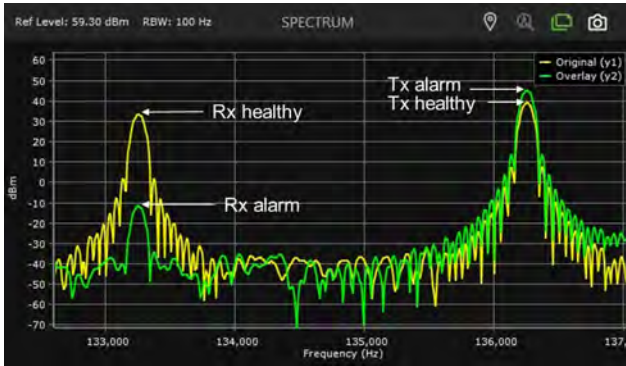 Ref Level: 59.30 dBm RBW: 100 Hz SPECTRUM
60
Original (y1)
Overlay (y2)
50
Tx alarm
40
Tx healthy
30
Rx healthy
20
10
dBm
0
-10
Rx alarm
-20
-30
-40
-50
-60
-70
133,000 134,000 135,000 136,000 137,
Frequency (Hz)